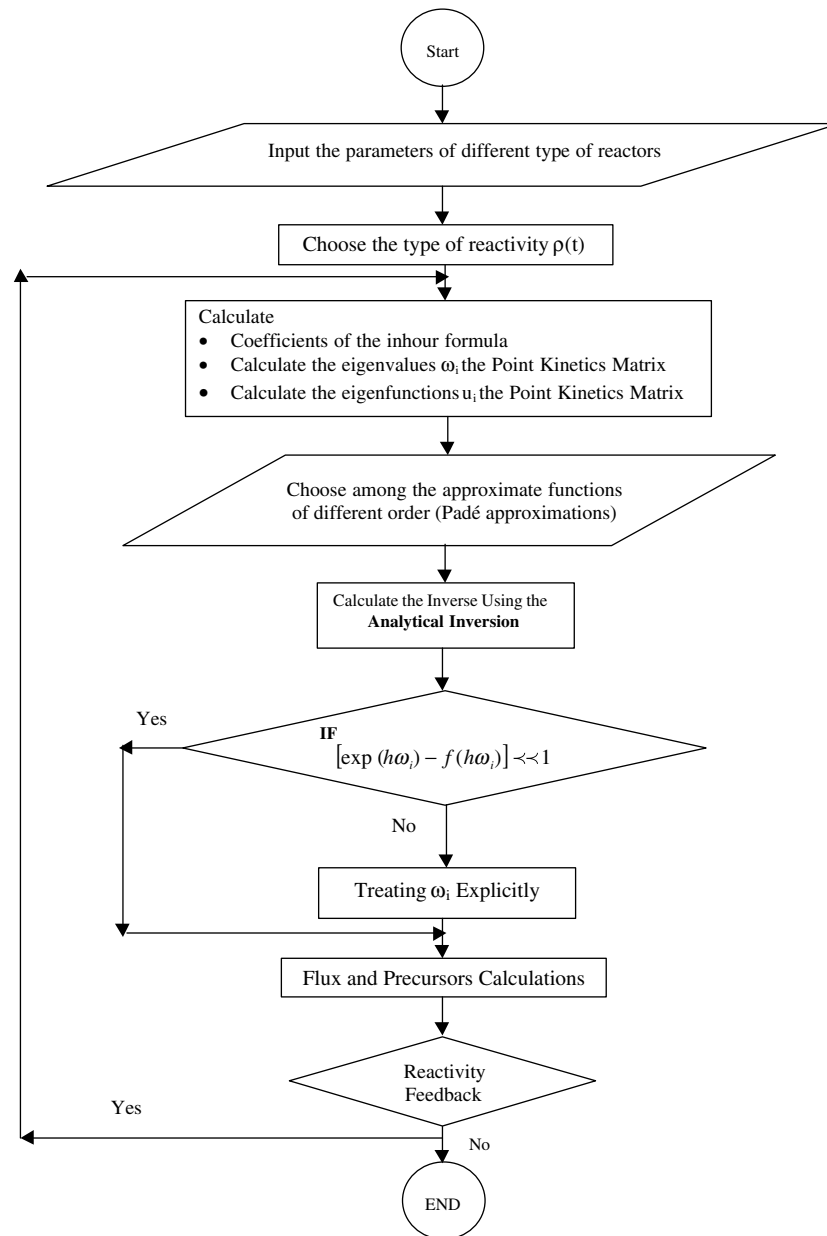 Start
Input the parameters of different type of reactors
Choose the type of reactivity ρ(t)
Calculate
• Coefficients of the inhour formula
• Calculate the eigenvalues ωᵢ the Point Kinetics Matrix
• Calculate the eigenfunctions uᵢ the Point Kinetics Matrix
Choose among the approximate functions
of different order (Padé approximations)
Calculate the Inverse Using the
Analytical Inversion
Yes
IF
[exp (hωᵢ) − f (hωᵢ)] ≺≺1
No
Treating ωᵢ Explicitly
Flux and Precursors Calculations
Reactivity
Feedback
Yes
No
END